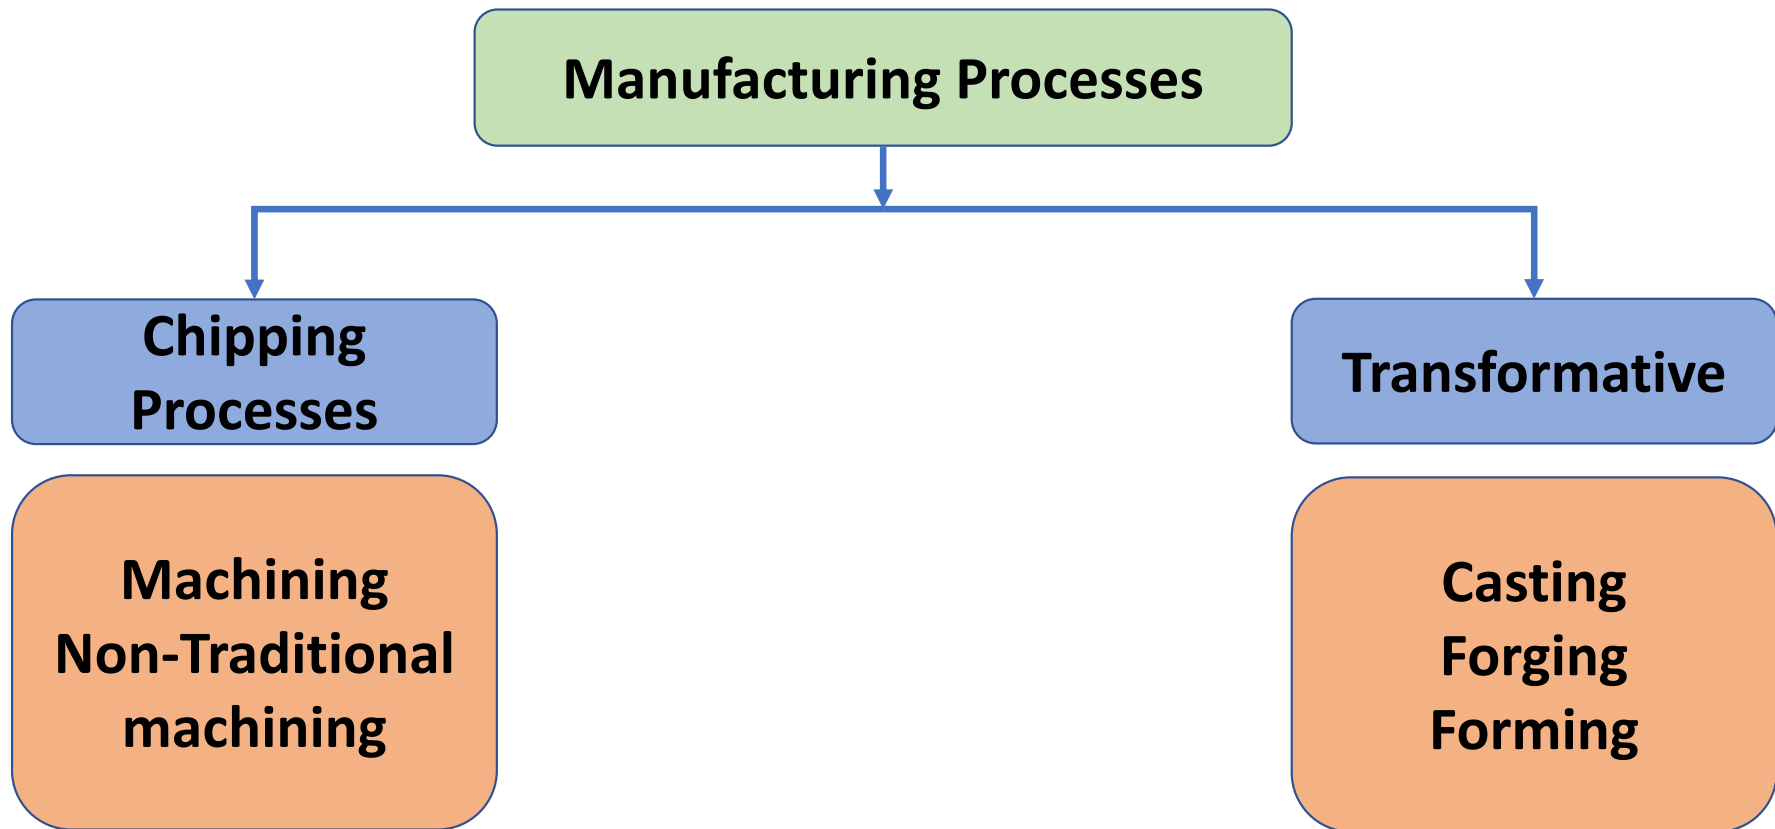 Manufacturing Processes
Chipping
Processes
Transformative
Machining
Non-Traditional
machining
Casting
Forging
Forming